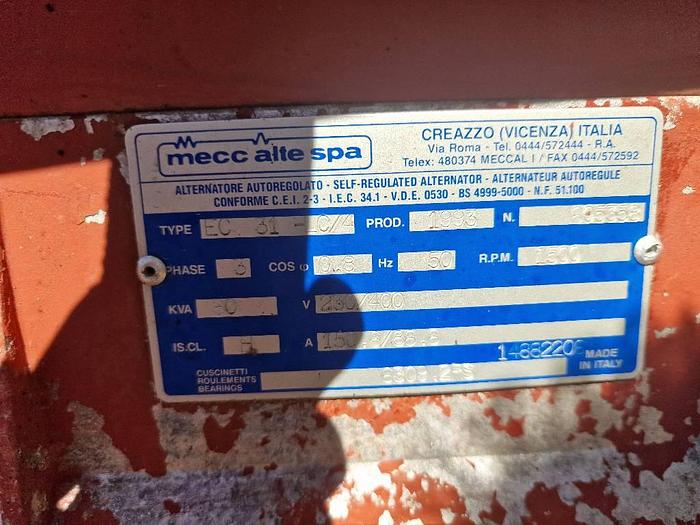 mecc alte spa
CREAZZO (VICENZA) ITALIA
Via Roma - Tel. 0444/572444 - R.A.
Telex: 480374 MECCAL I / FAX 0444/572592
ALTERNATORE AUTOREGOLATO - SELF-REGULATED ALTERNATOR - ALTERNATEUR AUTOREGULE
CONFORME C.E.I. 2-3 - I.E.C. 34.1 - V.D.E. 0530 - BS 4999-5000 - N.F. 51.100
TYPE EC 31 PROD. 1993 N.
PHASE 3 COS φ 0.8 Hz 50 R.P.M. 1500
KVA V 230/400
IS.CL. H A
MADE
IN ITALY
CUSCINETTI
ROULEMENTS
BEARINGS